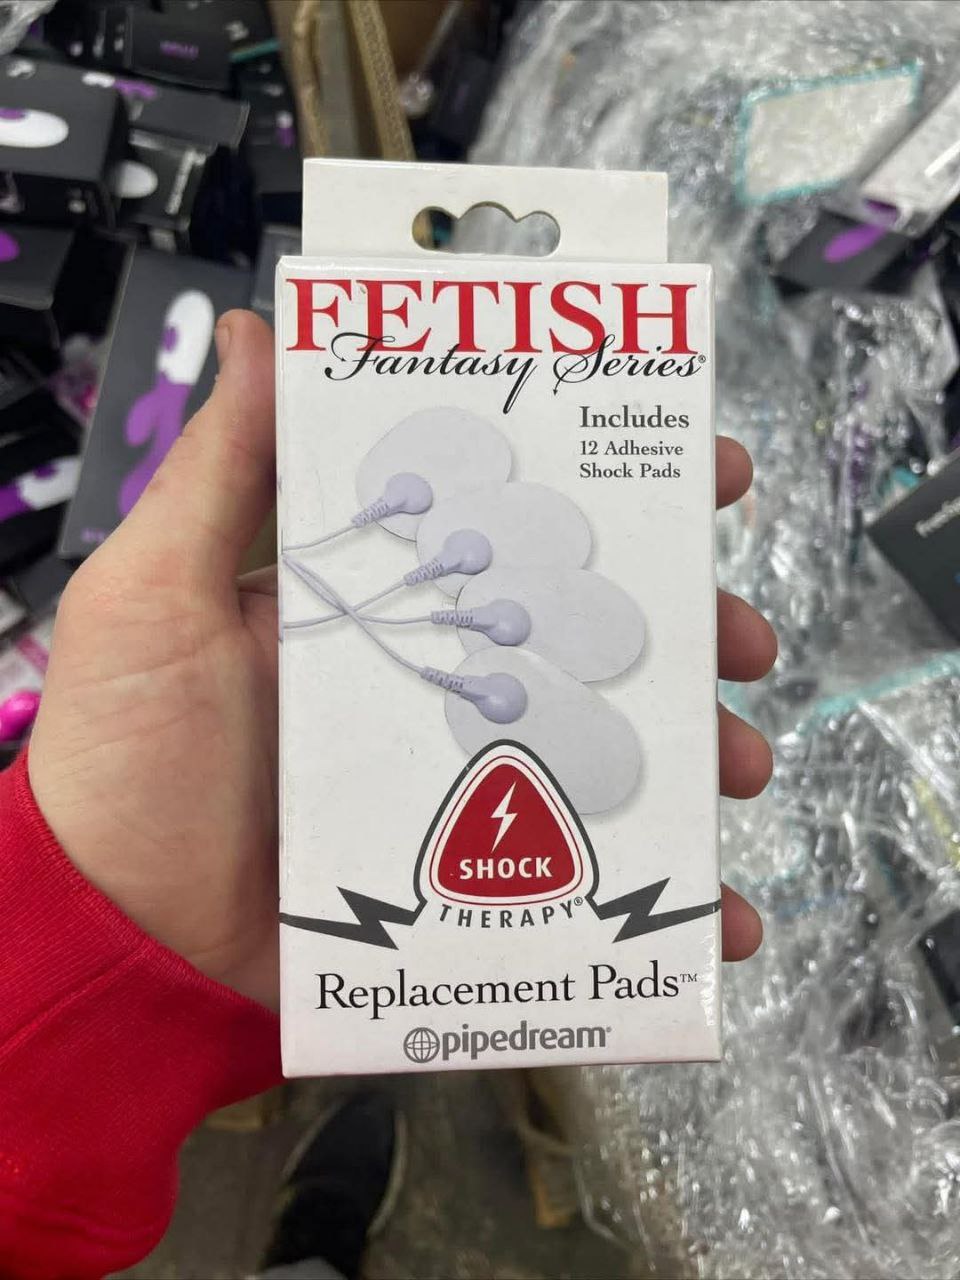 FETISH
Fantasy Series®
Includes
12 Adhesive
Shock Pads
SHOCK
THERAPY®
Replacement Pads™
pipedream®